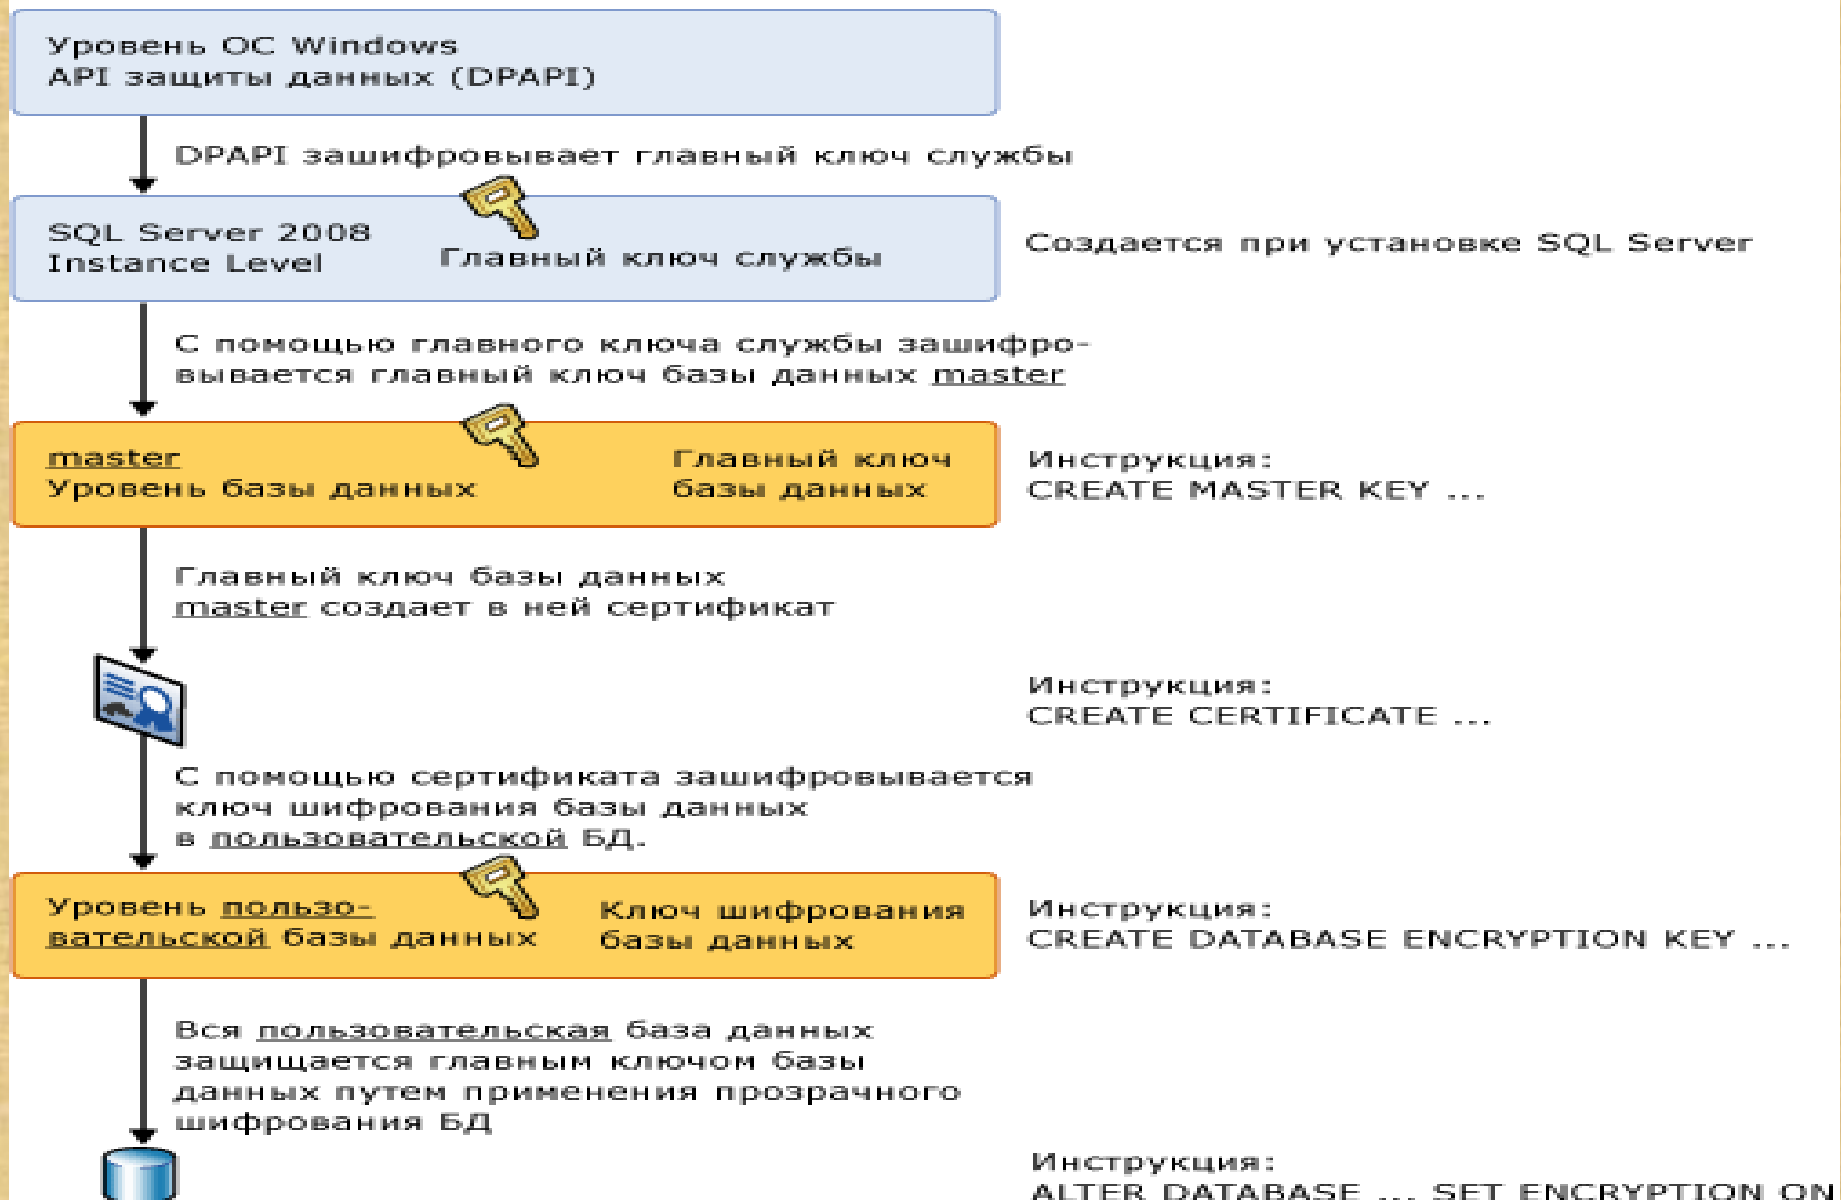 Уровень ОС Windows
API защиты данных (DPAPI)
DPAPI зашифровывает главный ключ службы
SQL Server 2008
Instance Level
Главный ключ службы
Создается при установке SQL Server
С помощью главного ключа службы зашифро-
вывается главный ключ базы данных master
master
Уровень базы данных
Главный ключ
базы данных
Инструкция:
CREATE MASTER KEY ...
Главный ключ базы данных
master создает в ней сертификат
Инструкция:
CREATE CERTIFICATE ...
С помощью сертификата зашифровывается
ключ шифрования базы данных
в пользовательской БД.
Уровень пользо-
вательской базы данных
Ключ шифрования
базы данных
Инструкция:
CREATE DATABASE ENCRYPTION KEY ...
Вся пользовательская база данных
защищается главным ключом базы
данных путем применения прозрачного
шифрования БД
Инструкция:
ALTER DATABASE ... SET ENCRYPTION ON